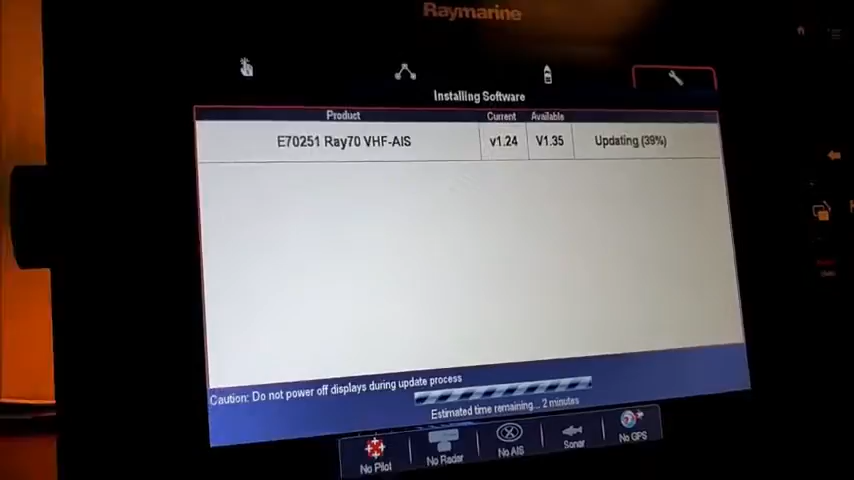 Raymarine
Installing Software
Product Current Available
E70251 Ray70 VHF-AIS v1.24 V1.35 Updating (39%)
Caution: Do not power off displays during update process
Estimated time remaining... 2 minutes
No Pilot No Radar No AIS Sonar No GPS